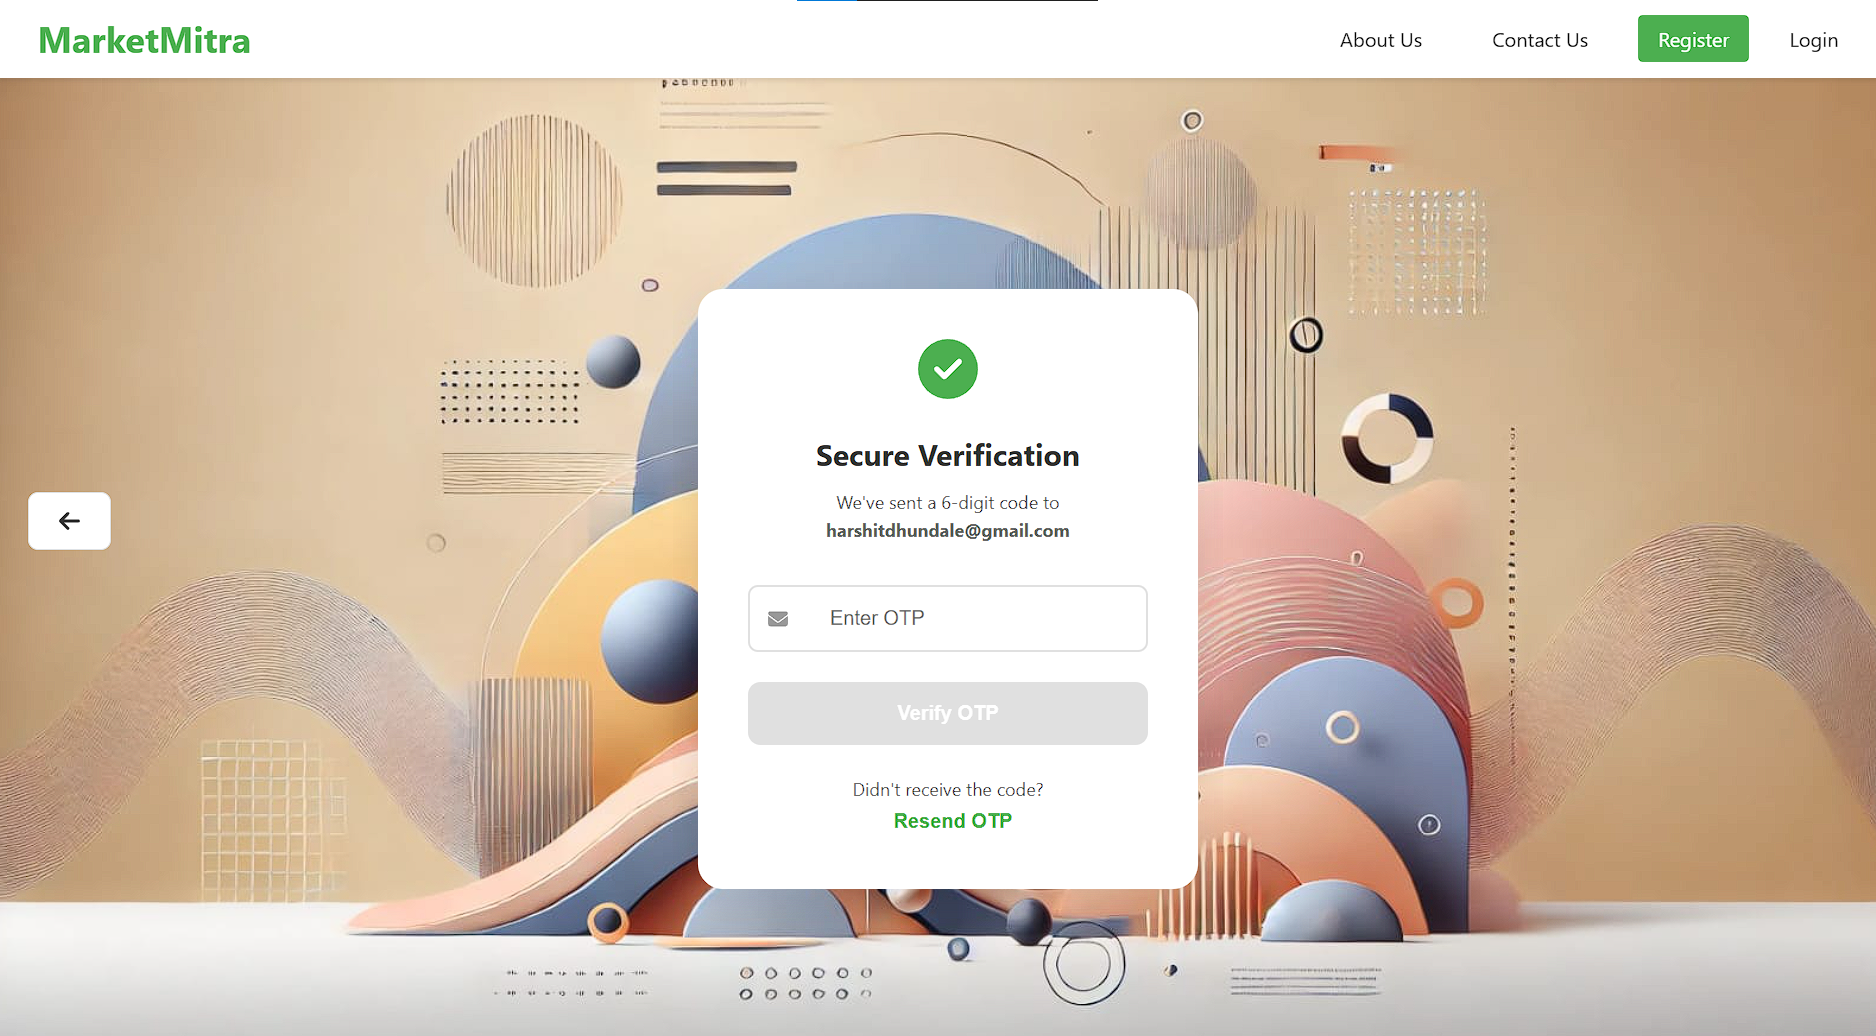 MarketMitra
About Us
Contact Us
Register
Login
Secure Verification
We've sent a 6-digit code to
harshitdhundale@gmail.com
Enter OTP
Verify OTP
Didn't receive the code?
Resend OTP